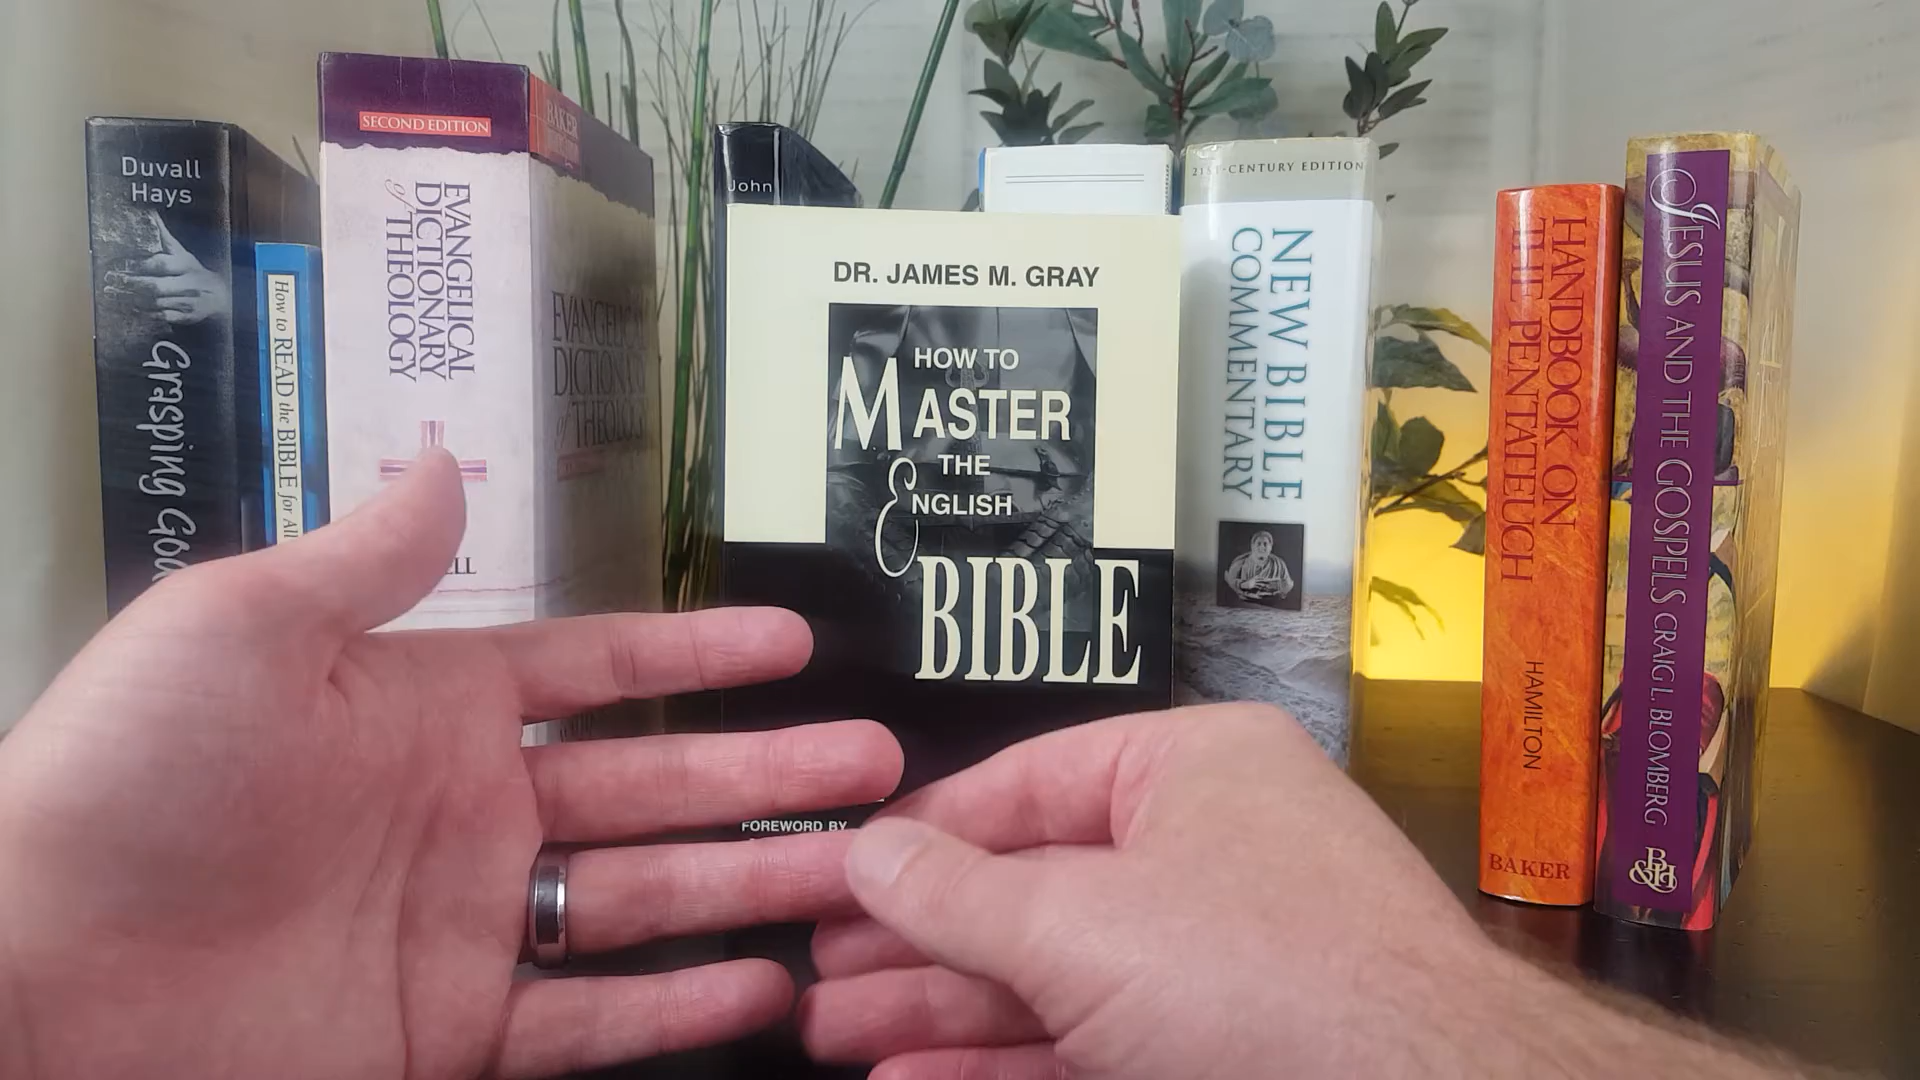 Duvall
Hays
Grasping God
How to READ the BIBLE for All
SECOND EDITION
EVANGELICAL
DICTIONARY
of THEOLOGY
ELL
BAKER
EVANGELICAL
DICTIONARY
of THEOLOGY
John
DR. JAMES M. GRAY
HOW TO
MASTER
THE
ENGLISH
BIBLE
FOREWORD BY
21ST-CENTURY EDITION
NEW BIBLE
COMMENTARY
HANDBOOK ON
THE PENTATEUCH
HAMILTON
BAKER
JESUS AND THE GOSPELS CRAIG L. BLOMBERG
B&H